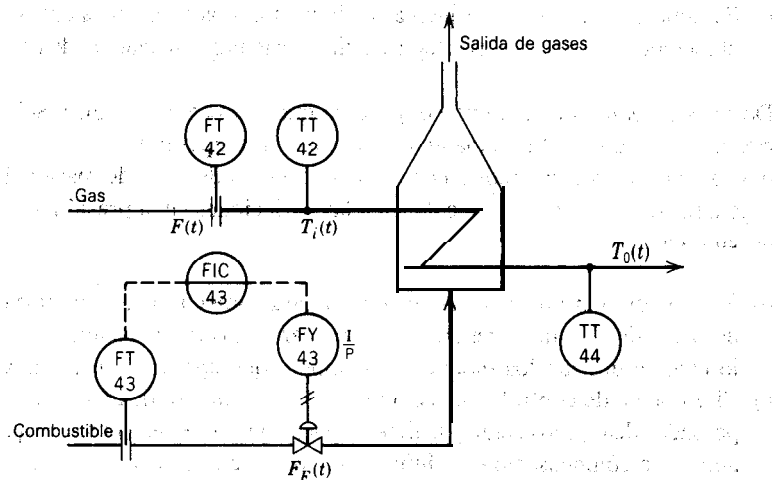 Salida de gases
FT
42
TT
42
Gas
F(t)
T_i(t)
T_0(t)
FIC
43
FY
43
I/P
FT
43
TT
44
Combustible
F_F(t)